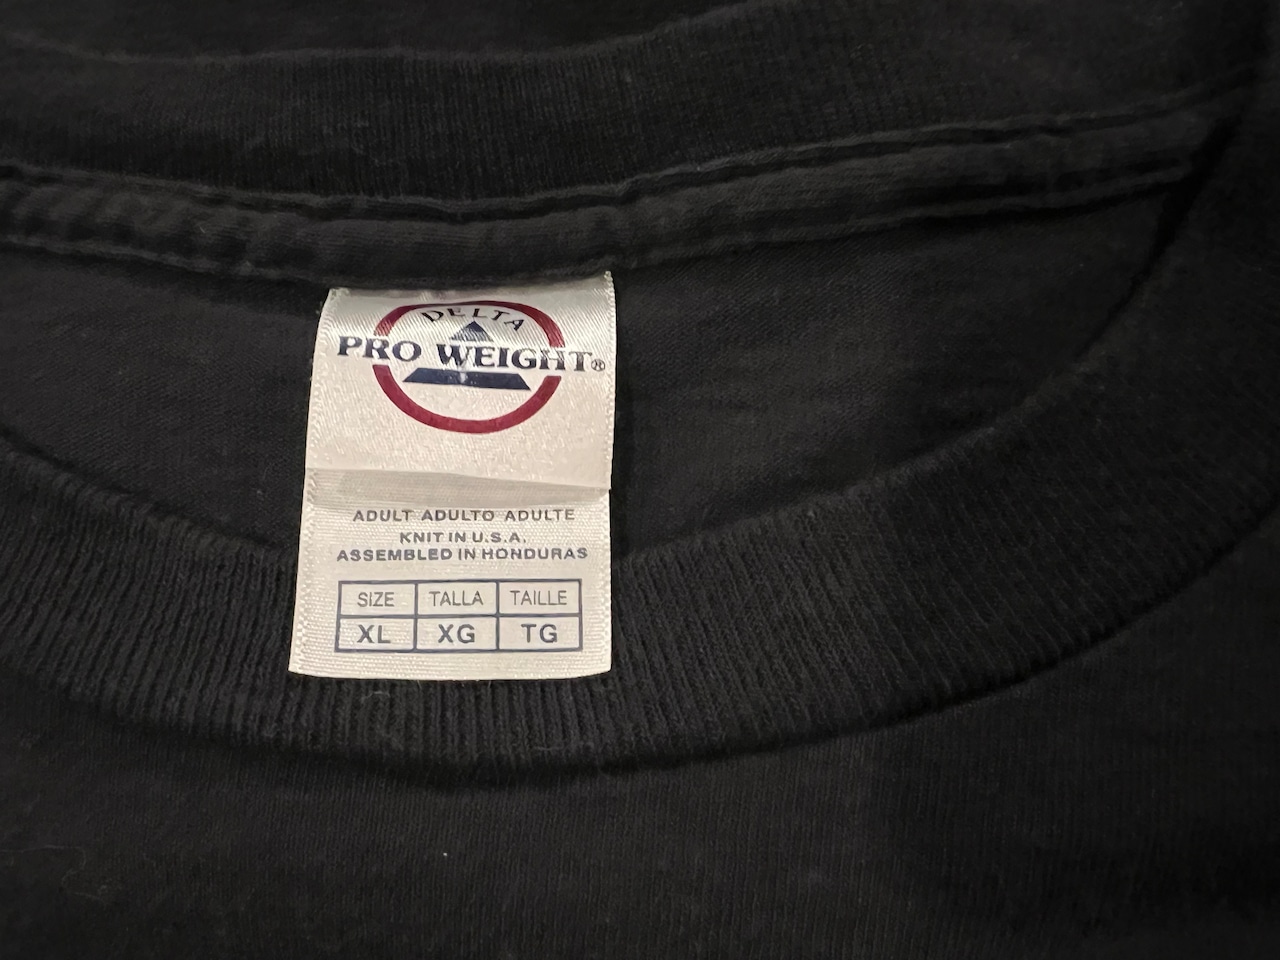 DELTA
PRO WEIGHT®
ADULT ADULTO ADULTE
KNIT IN U.S.A.
ASSEMBLED IN HONDURAS
SIZE TALLA TAILLE
XL XG TG